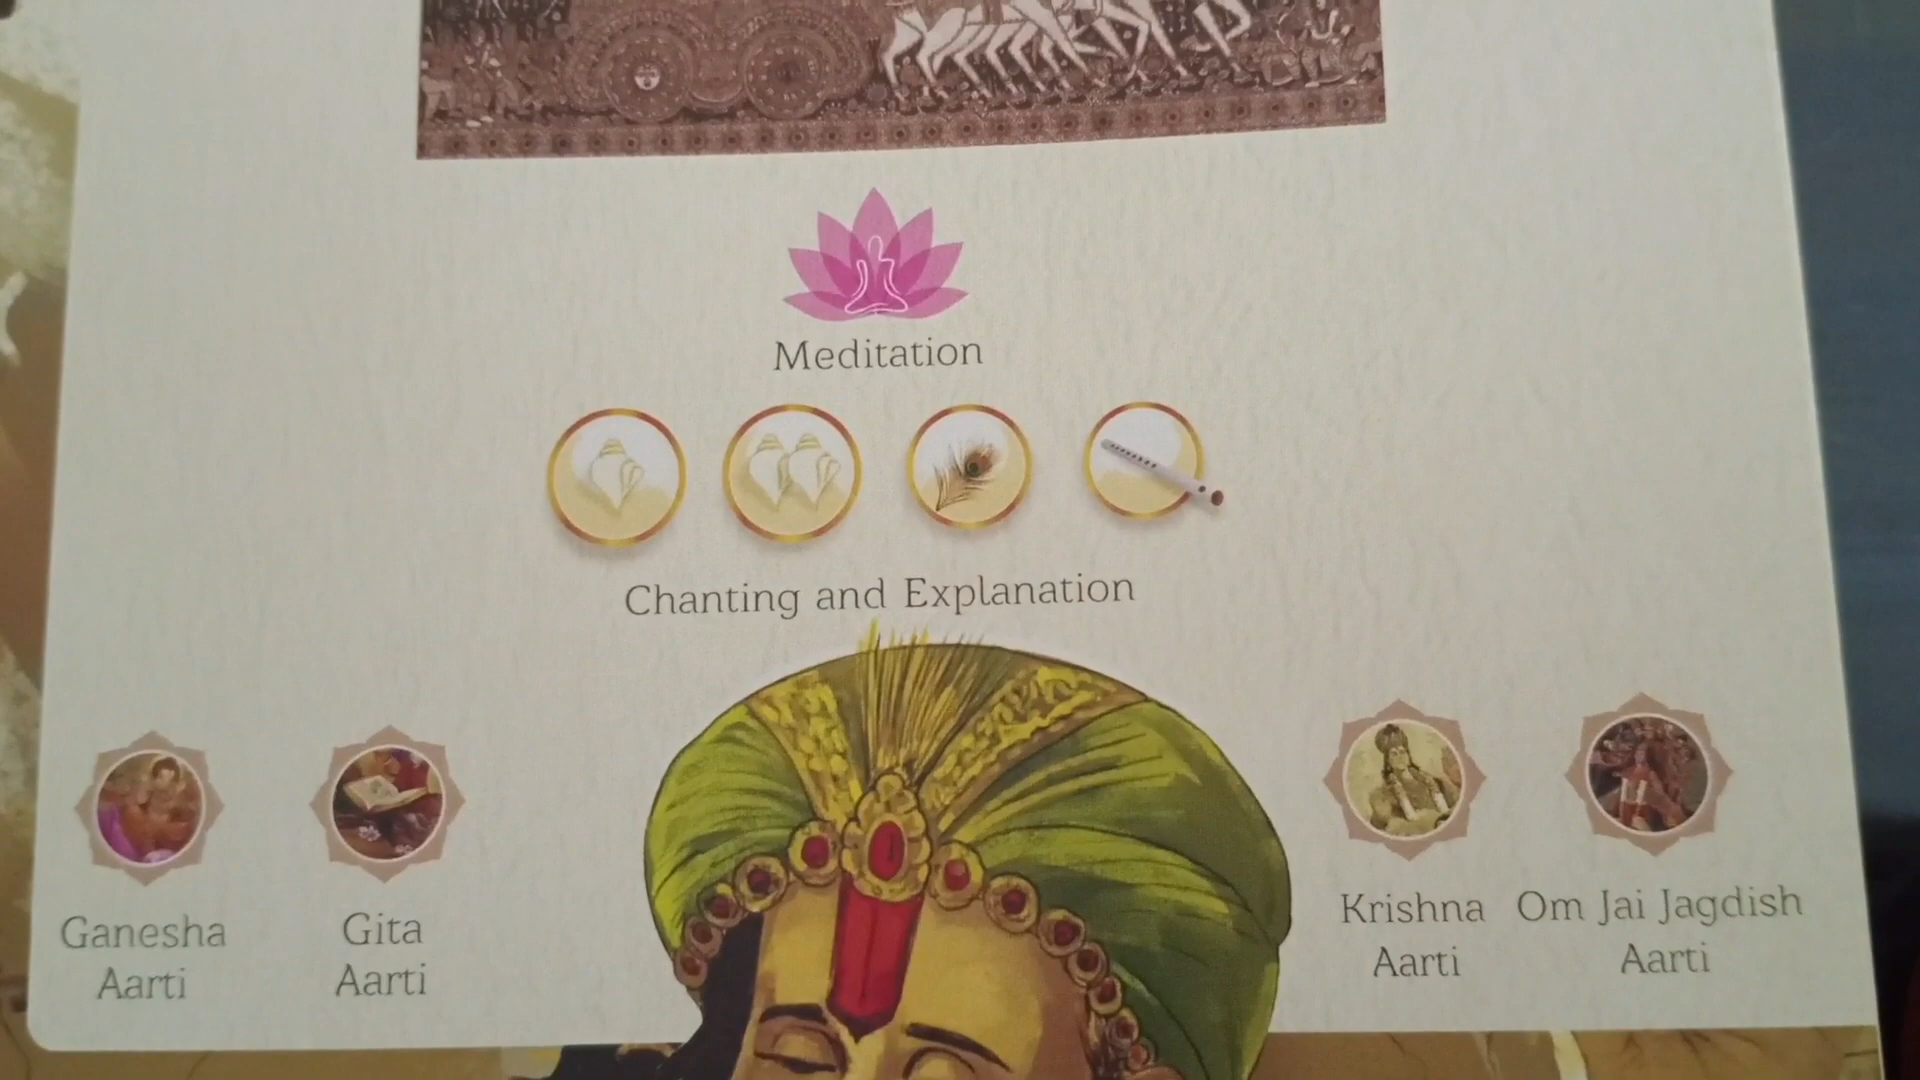 Meditation
Chanting and Explanation
Ganesha
Aarti
Gita
Aarti
Krishna
Aarti
Om Jai Jagdish
Aarti